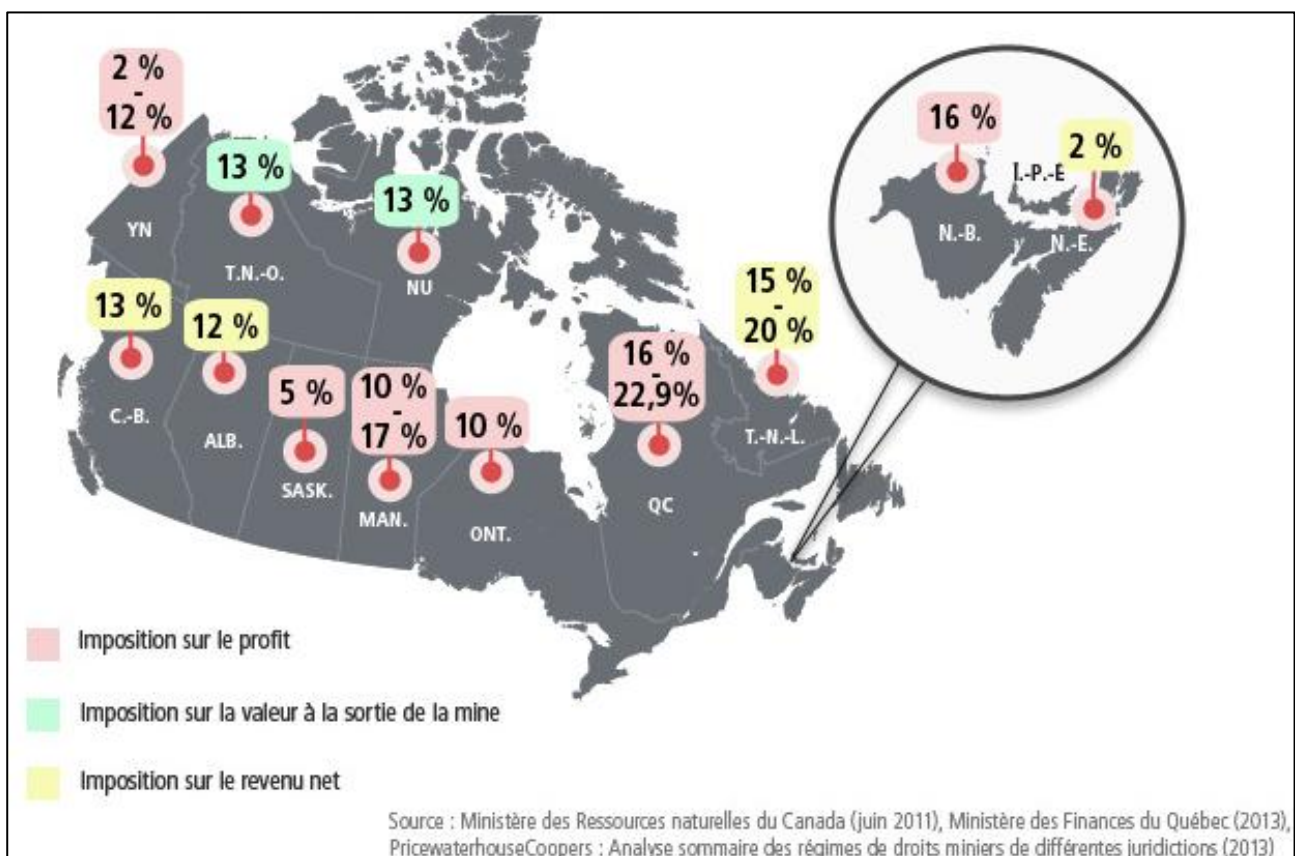 2 %
-
12 %
13 %
13 %
YN
T.N.-O.
NU
13 %
12 %
5 %
10 %
-
17 %
10 %
16 %
-
22,9%
15 %
-
20 %
C.-B.
ALB.
SASK.
MAN.
ONT.
QC
T.-N.-L.
16 %
2 %
I.-P.-E
N.-B.
N.-E.
Imposition sur le profit
Imposition sur la valeur à la sortie de la mine
Imposition sur le revenu net
Source : Ministère des Ressources naturelles du Canada (juin 2011), Ministère des Finances du Québec (2013),
PricewaterhouseCoopers : Analyse sommaire des régimes de droits miniers de différentes juridictions (2013)